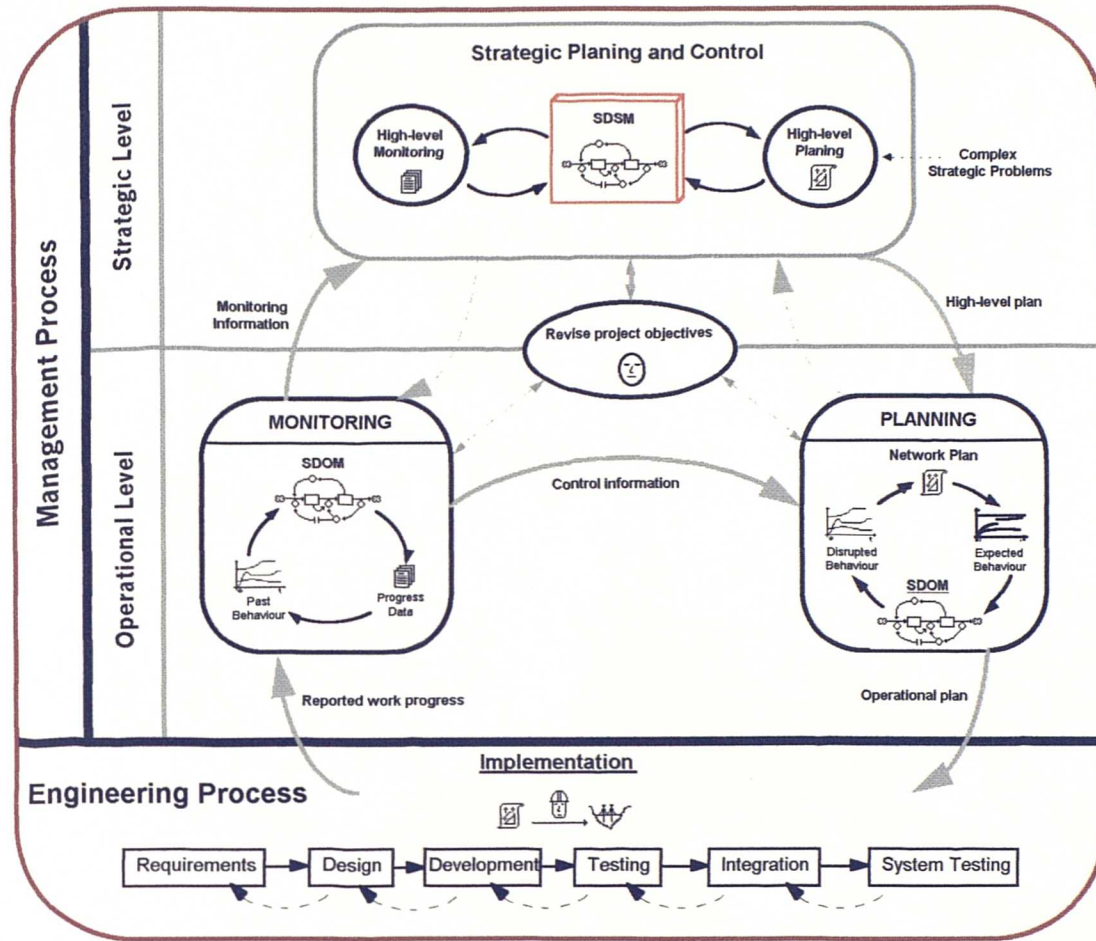 Strategic Planing and Control
SDSM
High-level
Monitoring
High-level
Planing
Complex
Strategic Problems
Strategic Level
Management Process
Monitoring
Information
High-level plan
Revise project objectives
Operational Level
MONITORING
SDOM
Past
Behaviour
Progress
Data
Control information
PLANNING
Network Plan
Disrupted
Behaviour
Expected
Behaviour
SDOM
Reported work progress
Operational plan
Implementation
Engineering Process
Requirements
Design
Development
Testing
Integration
System Testing